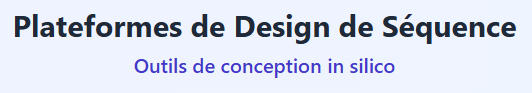 Plateformes de Design de Séquence
Outils de conception in silico